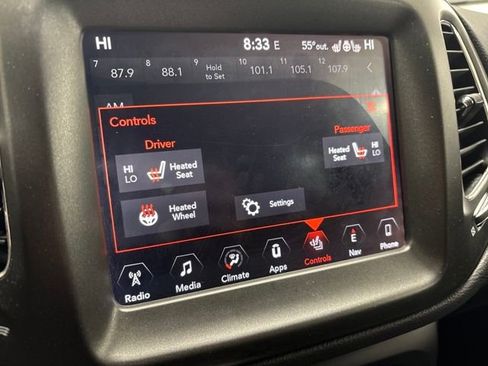 HI 8:33 E 55°out. HI
7 87.9 8 88.1 9 Hold to Set 10 101.1 11 105.1 12 107.9
AM
Controls
Driver Passenger
HI LO Heated Seat Heated Seat HI LO
Heated Wheel Settings
Radio Media Climate Apps Controls E Nav Phone